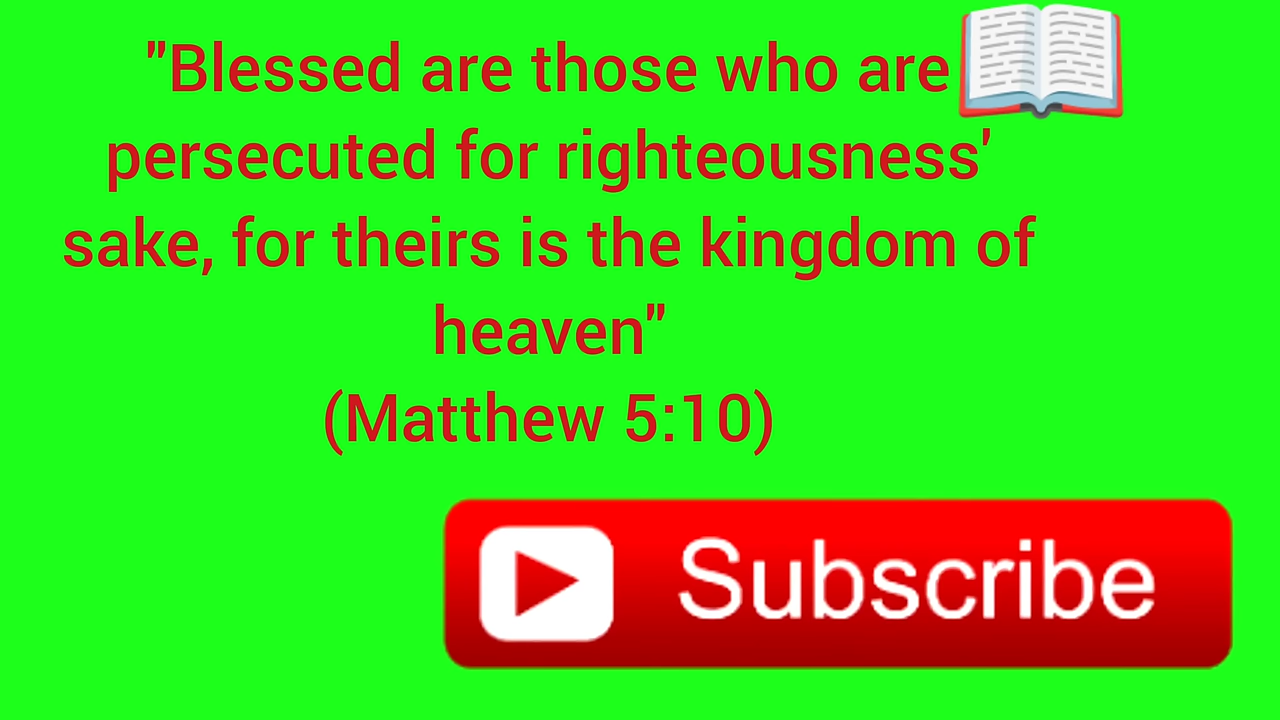 "Blessed are those who are
persecuted for righteousness'
sake, for theirs is the kingdom of
heaven"
(Matthew 5:10)
Subscribe